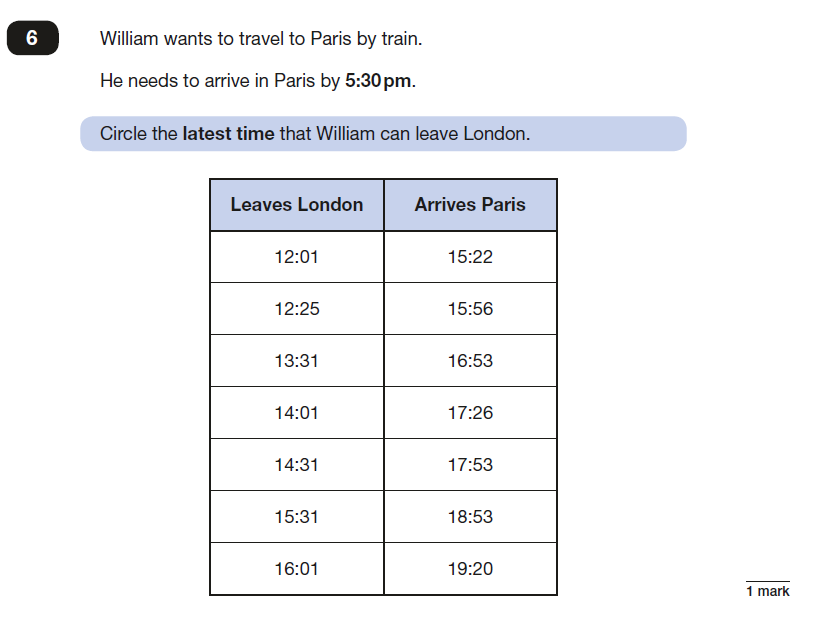 6
William wants to travel to Paris by train.
He needs to arrive in Paris by 5:30 pm.
Circle the latest time that William can leave London.
Leaves London Arrives Paris
12:01 15:22
12:25 15:56
13:31 16:53
14:01 17:26
14:31 17:53
15:31 18:53
16:01 19:20
1 mark